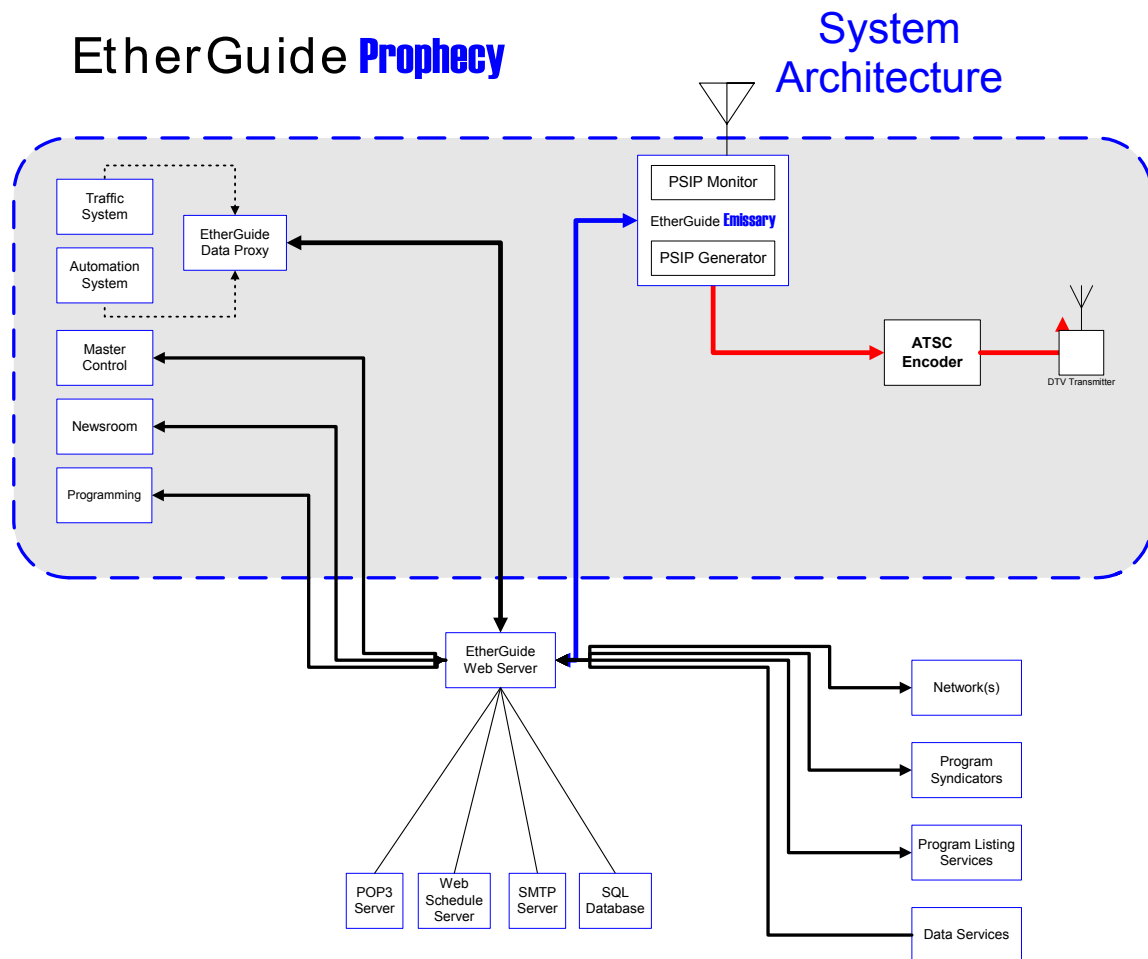 EtherGuide Prophecy
System
Architecture
Traffic
System
EtherGuide
Data Proxy
Automation
System
Master
Control
Newsroom
Programming
PSIP Monitor
EtherGuide Emissary
PSIP Generator
ATSC
Encoder
DTV Transmitter
EtherGuide
Web Server
Network(s)
Program
Syndicators
Program Listing
Services
Data Services
POP3
Server
Web
Schedule
Server
SMTP
Server
SQL
Database